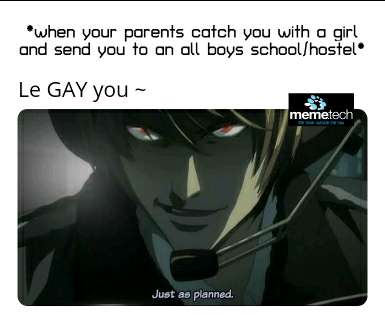 *when your parents catch you with a girl
and send you to an all boys school/hostel*
Le GAY you ~
memetech
Just as planned.